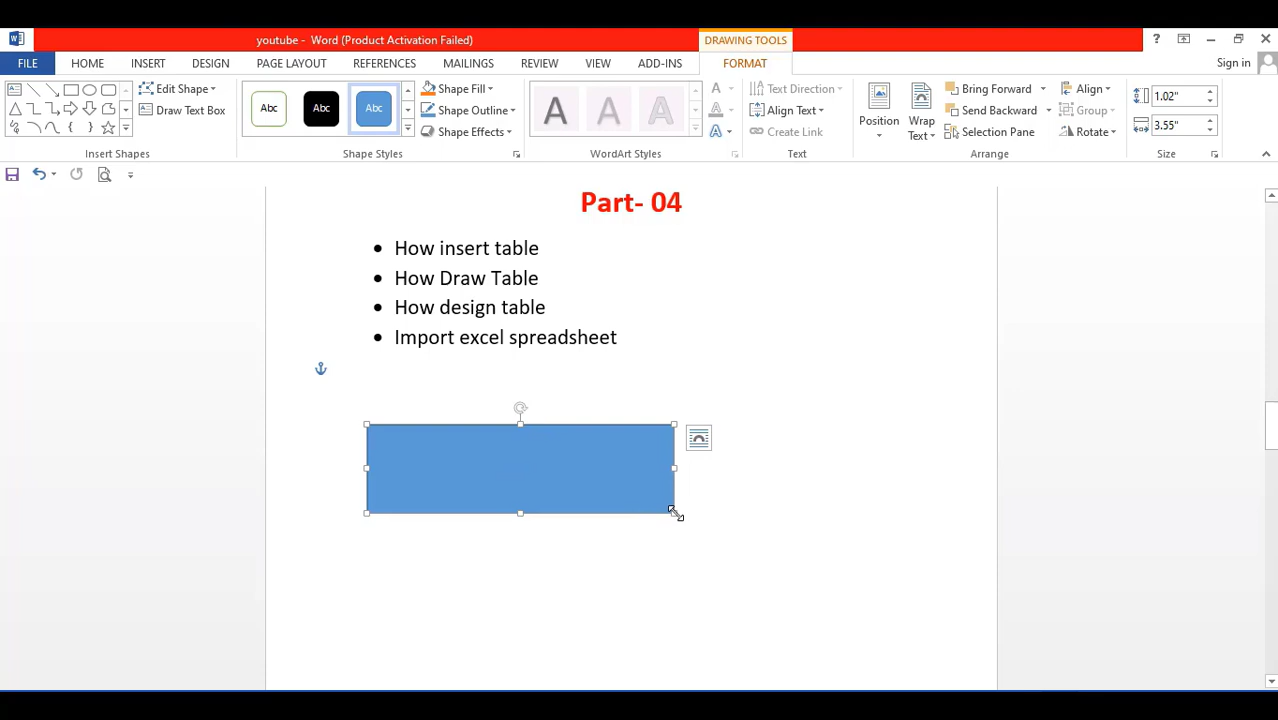 youtube - Word (Product Activation Failed)
DRAWING TOOLS
?
FILE HOME INSERT DESIGN PAGE LAYOUT REFERENCES MAILINGS REVIEW VIEW ADD-INS FORMAT Sign in
Edit Shape
Draw Text Box
Insert Shapes
Abc Abc Abc
Shape Fill
Shape Outline
Shape Effects
Shape Styles
A A A
A
A
A
WordArt Styles
Text Direction
Align Text
Create Link
Text
Position
Wrap
Text
Bring Forward
Send Backward
Selection Pane
Align
Group
Rotate
Arrange
1.02"
3.55"
Size
Part- 04
• How insert table
• How Draw Table
• How design table
• Import excel spreadsheet